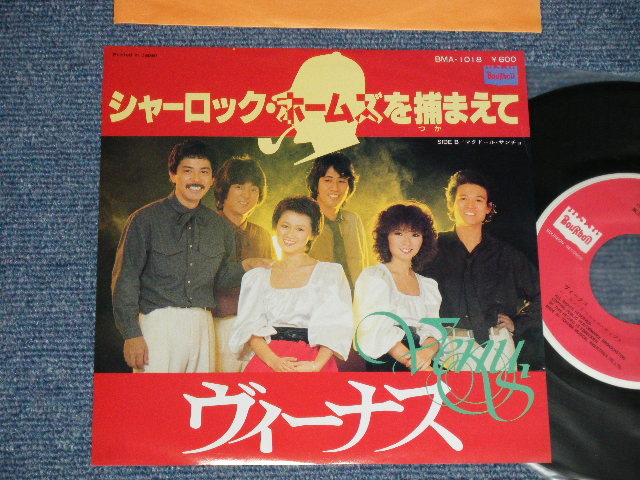 Printed in Japan
BMA-1018 ¥600
BOURBON
シャーロック・ホームズを捕まえて
つか
SIDE B マクドール・サンチョ
Venus
ヴィーナス
BOURBON